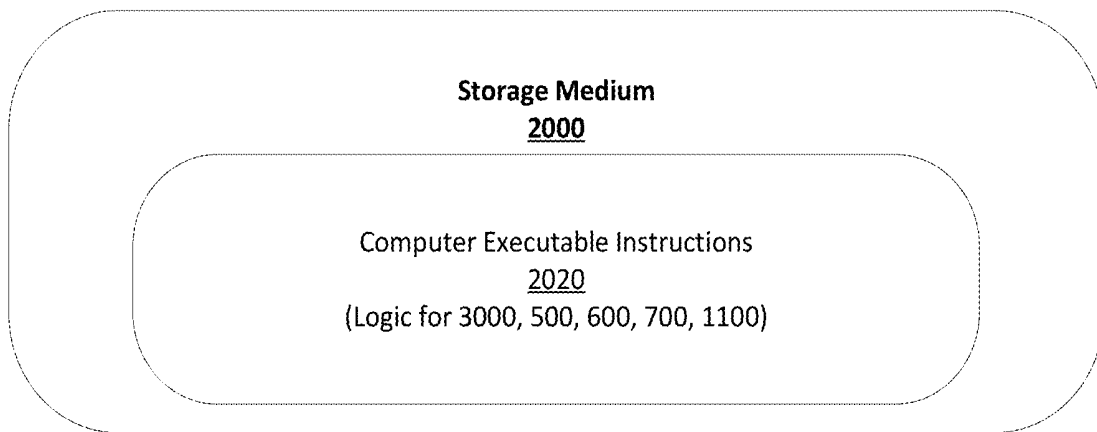 Storage Medium
2000
Computer Executable Instructions
2020
(Logic for 3000, 500, 600, 700, 1100)